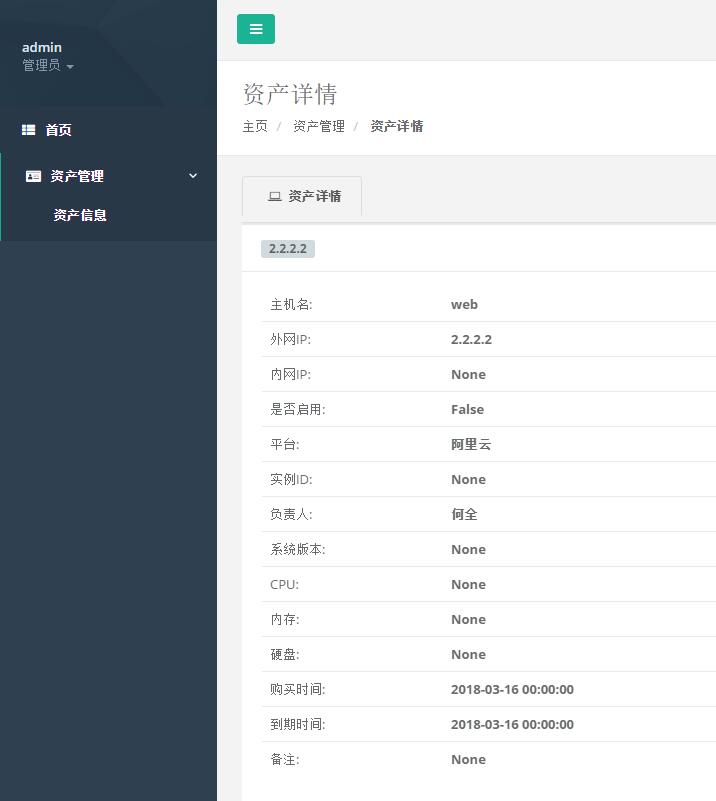 admin
管理员
首页
资产管理
资产信息
资产详情
主页 / 资产管理 / 资产详情
资产详情
2.2.2.2
主机名: web
外网IP: 2.2.2.2
内网IP: None
是否启用: False
平台: 阿里云
实例ID: None
负责人: 何全
系统版本: None
CPU: None
内存: None
硬盘: None
购买时间: 2018-03-16 00:00:00
到期时间: 2018-03-16 00:00:00
备注: None